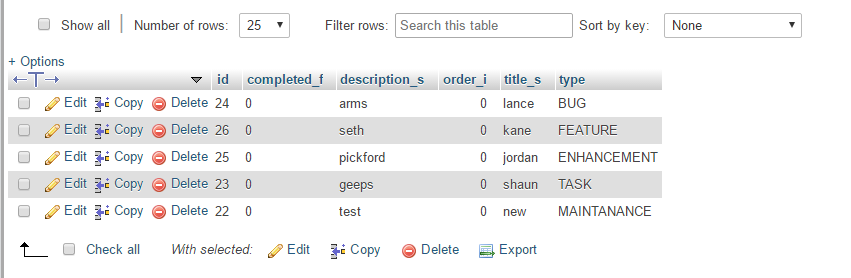 Show all | Number of rows: 25 Filter rows: Search this table Sort by key: None
+ Options
←T→ id completed_f description_s order_i title_s type
Edit Copy Delete 24 0 arms 0 lance BUG
Edit Copy Delete 26 0 seth 0 kane FEATURE
Edit Copy Delete 25 0 pickford 0 jordan ENHANCEMENT
Edit Copy Delete 23 0 geeps 0 shaun TASK
Edit Copy Delete 22 0 test 0 new MAINTANANCE
Check all With selected: Edit Copy Delete Export